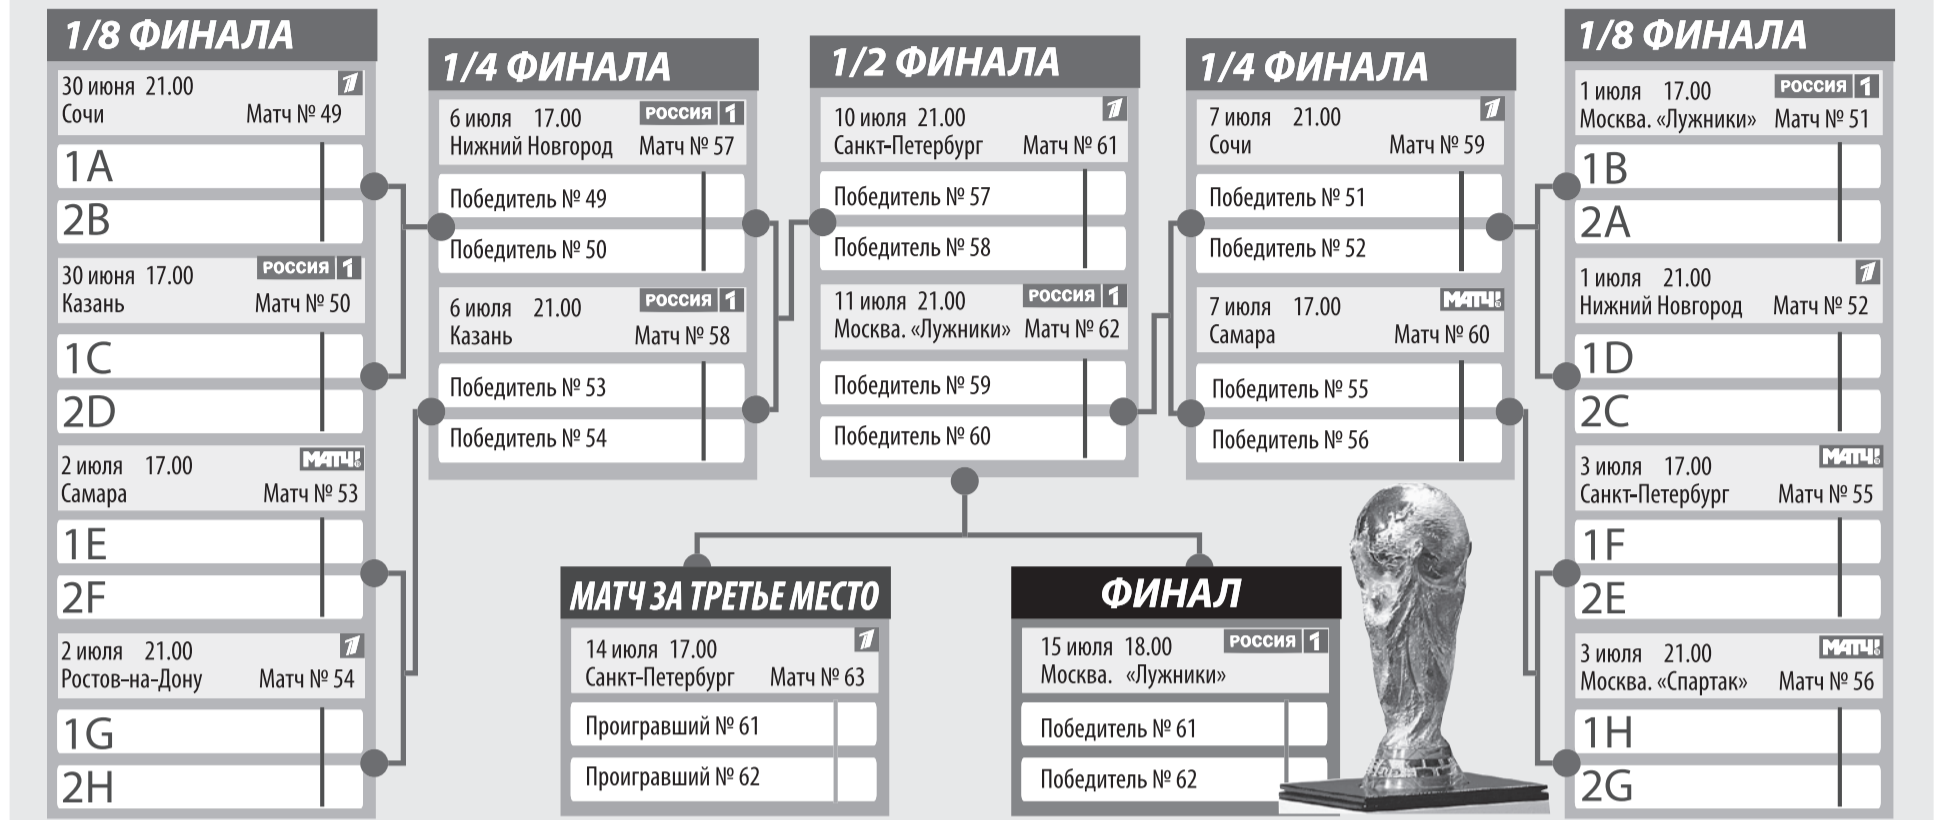 1/8 ФИНАЛА
30 июня 21.00 1
Сочи Матч № 49
1A
2B
30 июня 17.00 РОССИЯ 1
Казань Матч № 50
1C
2D
2 июля 17.00 МАТЧ!
Самара Матч № 53
1E
2F
2 июля 21.00 1
Ростов-на-Дону Матч № 54
1G
2H
1/4 ФИНАЛА
6 июля 17.00 РОССИЯ 1
Нижний Новгород Матч № 57
Победитель № 49
Победитель № 50
6 июля 21.00 РОССИЯ 1
Казань Матч № 58
Победитель № 53
Победитель № 54
1/2 ФИНАЛА
10 июля 21.00 1
Санкт-Петербург Матч № 61
Победитель № 57
Победитель № 58
11 июля 21.00 РОССИЯ 1
Москва. «Лужники» Матч № 62
Победитель № 59
Победитель № 60
1/4 ФИНАЛА
7 июля 21.00 1
Сочи Матч № 59
Победитель № 51
Победитель № 52
7 июля 17.00 МАТЧ!
Самара Матч № 60
Победитель № 55
Победитель № 56
1/8 ФИНАЛА
1 июля 17.00 РОССИЯ 1
Москва. «Лужники» Матч № 51
1B
2A
1 июля 21.00 1
Нижний Новгород Матч № 52
1D
2C
3 июля 17.00 МАТЧ!
Санкт-Петербург Матч № 55
1F
2E
3 июля 21.00 МАТЧ!
Москва. «Спартак» Матч № 56
1H
2G
МАТЧ ЗА ТРЕТЬЕ МЕСТО
14 июля 17.00 1
Санкт-Петербург Матч № 63
Проигравший № 61
Проигравший № 62
ФИНАЛ
15 июля 18.00 РОССИЯ 1
Москва. «Лужники»
Победитель № 61
Победитель № 62